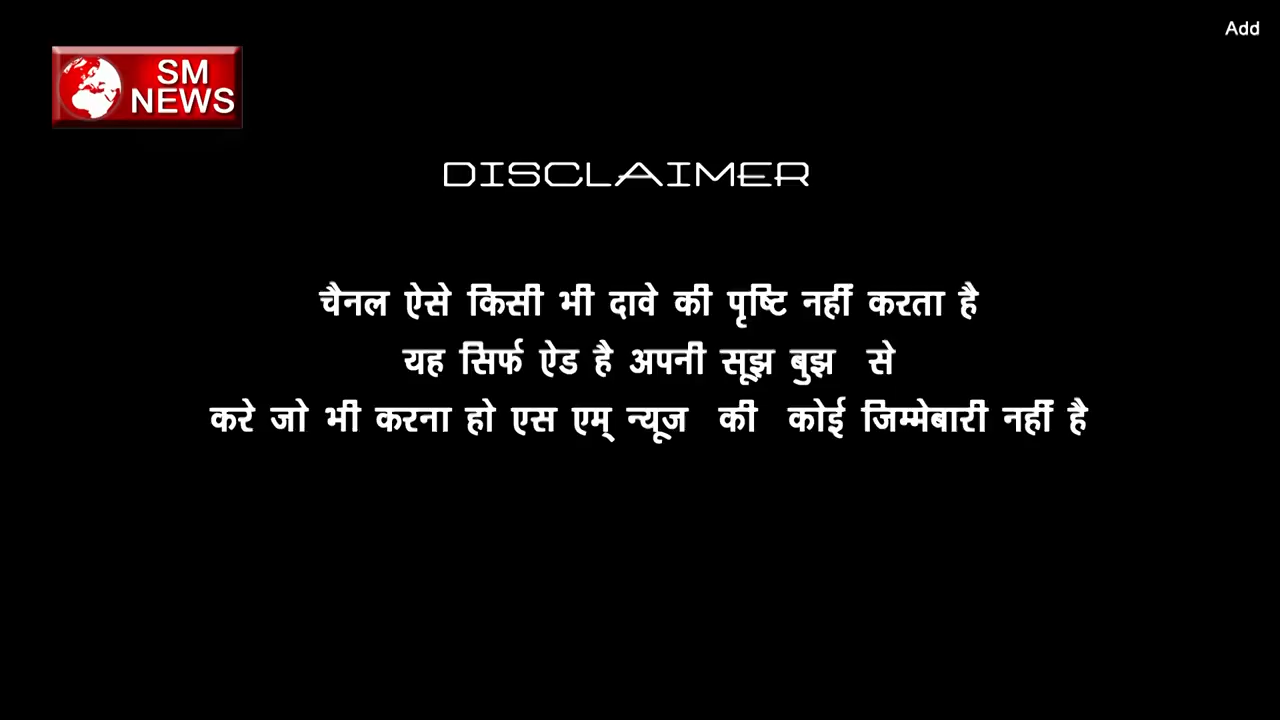 Add
SM
NEWS
DISCLAIMER
चैनल ऐसे किसी भी दावे की पृष्टि नहीं करता है
यह सिर्फ ऐड है अपनी सूझ बुझ से
करे जो भी करना हो एस एम् न्यूज की कोई जिम्मेबारी नहीं है